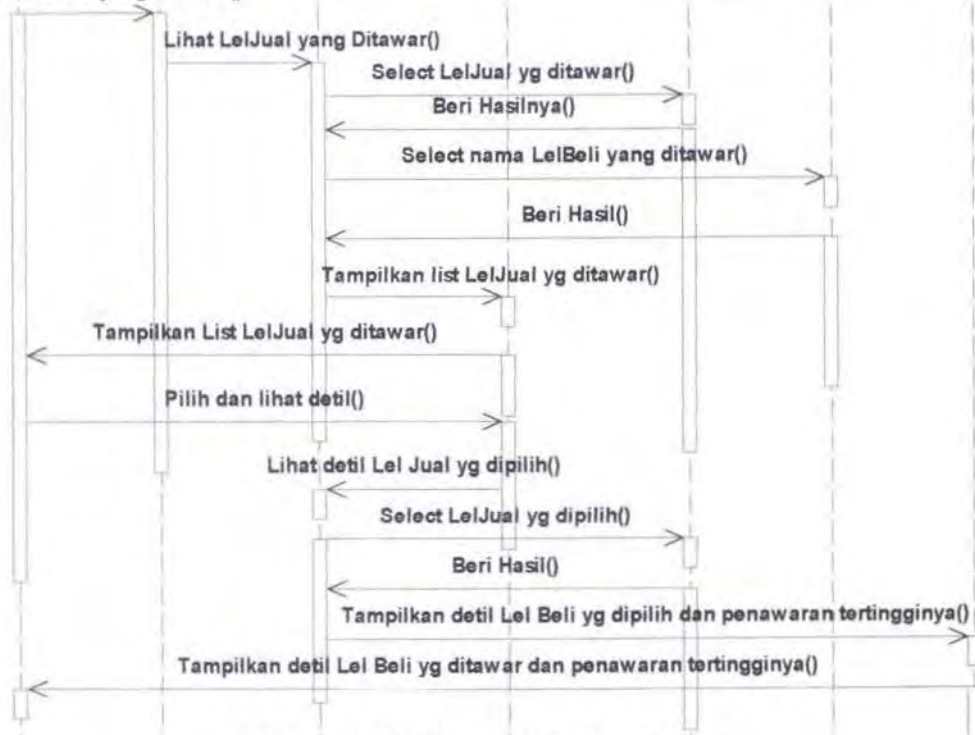 Lihat LelJual yang Ditawar()
Select LelJual yg ditawar()
Beri Hasilnya()
Select nama LelBeli yang ditawar()
Beri Hasil()
Tampilkan list LelJual yg ditawar()
Tampilkan List LelJual yg ditawar()
Pilih dan lihat detil()
Lihat detil Lel Jual yg dipilih()
Select LelJual yg dipilih()
Beri Hasil()
Tampilkan detil Lel Beli yg dipilih dan penawaran tertingginya()
Tampilkan detil Lel Beli yg ditawar dan penawaran tertingginya()